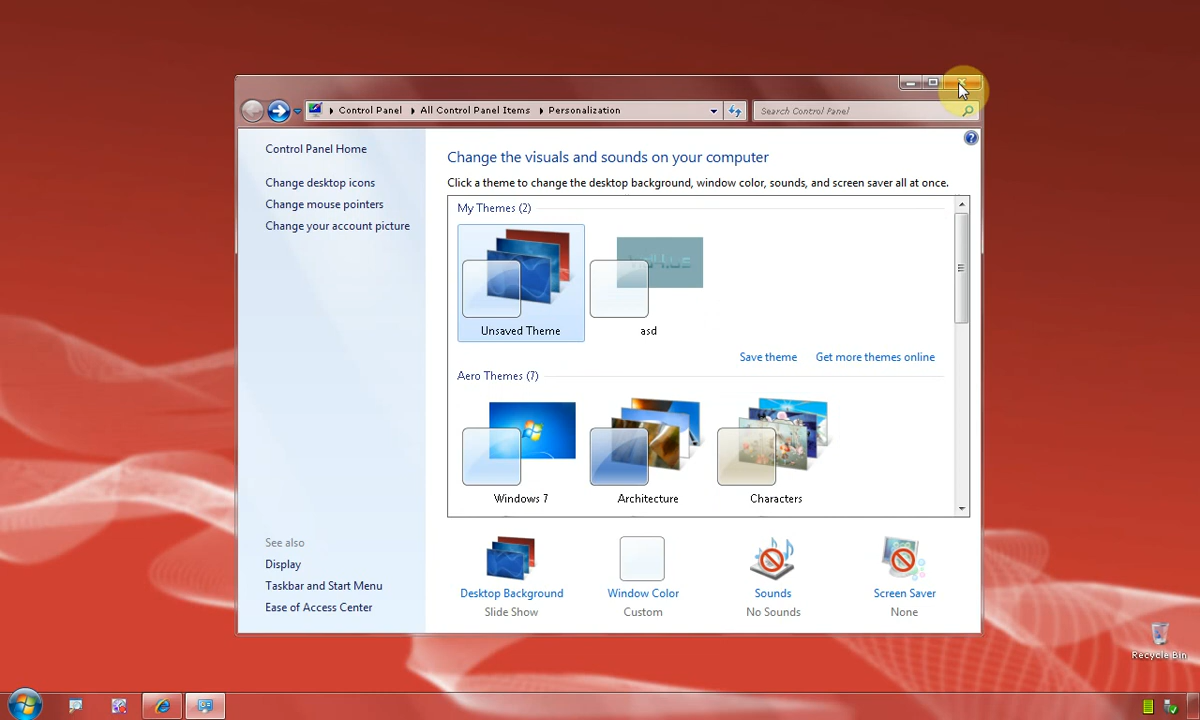 Control Panel
All Control Panel Items
Personalization
Search Control Panel
Control Panel Home
Change desktop icons
Change mouse pointers
Change your account picture
Change the visuals and sounds on your computer
Click a theme to change the desktop background, window color, sounds, and screen saver all at once.
My Themes (2)
Unsaved Theme
asd
Save theme
Get more themes online
Aero Themes (7)
Windows 7
Architecture
Characters
See also
Display
Taskbar and Start Menu
Ease of Access Center
Desktop Background
Slide Show
Window Color
Custom
Sounds
No Sounds
Screen Saver
None
Recycle Bin